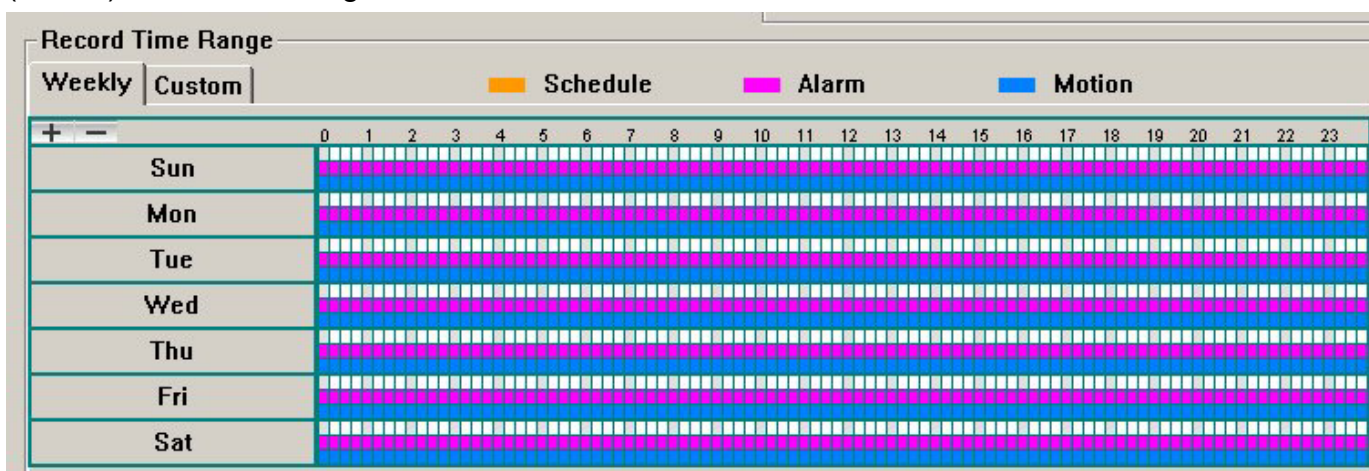 Record Time Range
Weekly Custom Schedule Alarm Motion
+ − 0 1 2 3 4 5 6 7 8 9 10 11 12 13 14 15 16 17 18 19 20 21 22 23
Sun
Mon
Tue
Wed
Thu
Fri
Sat